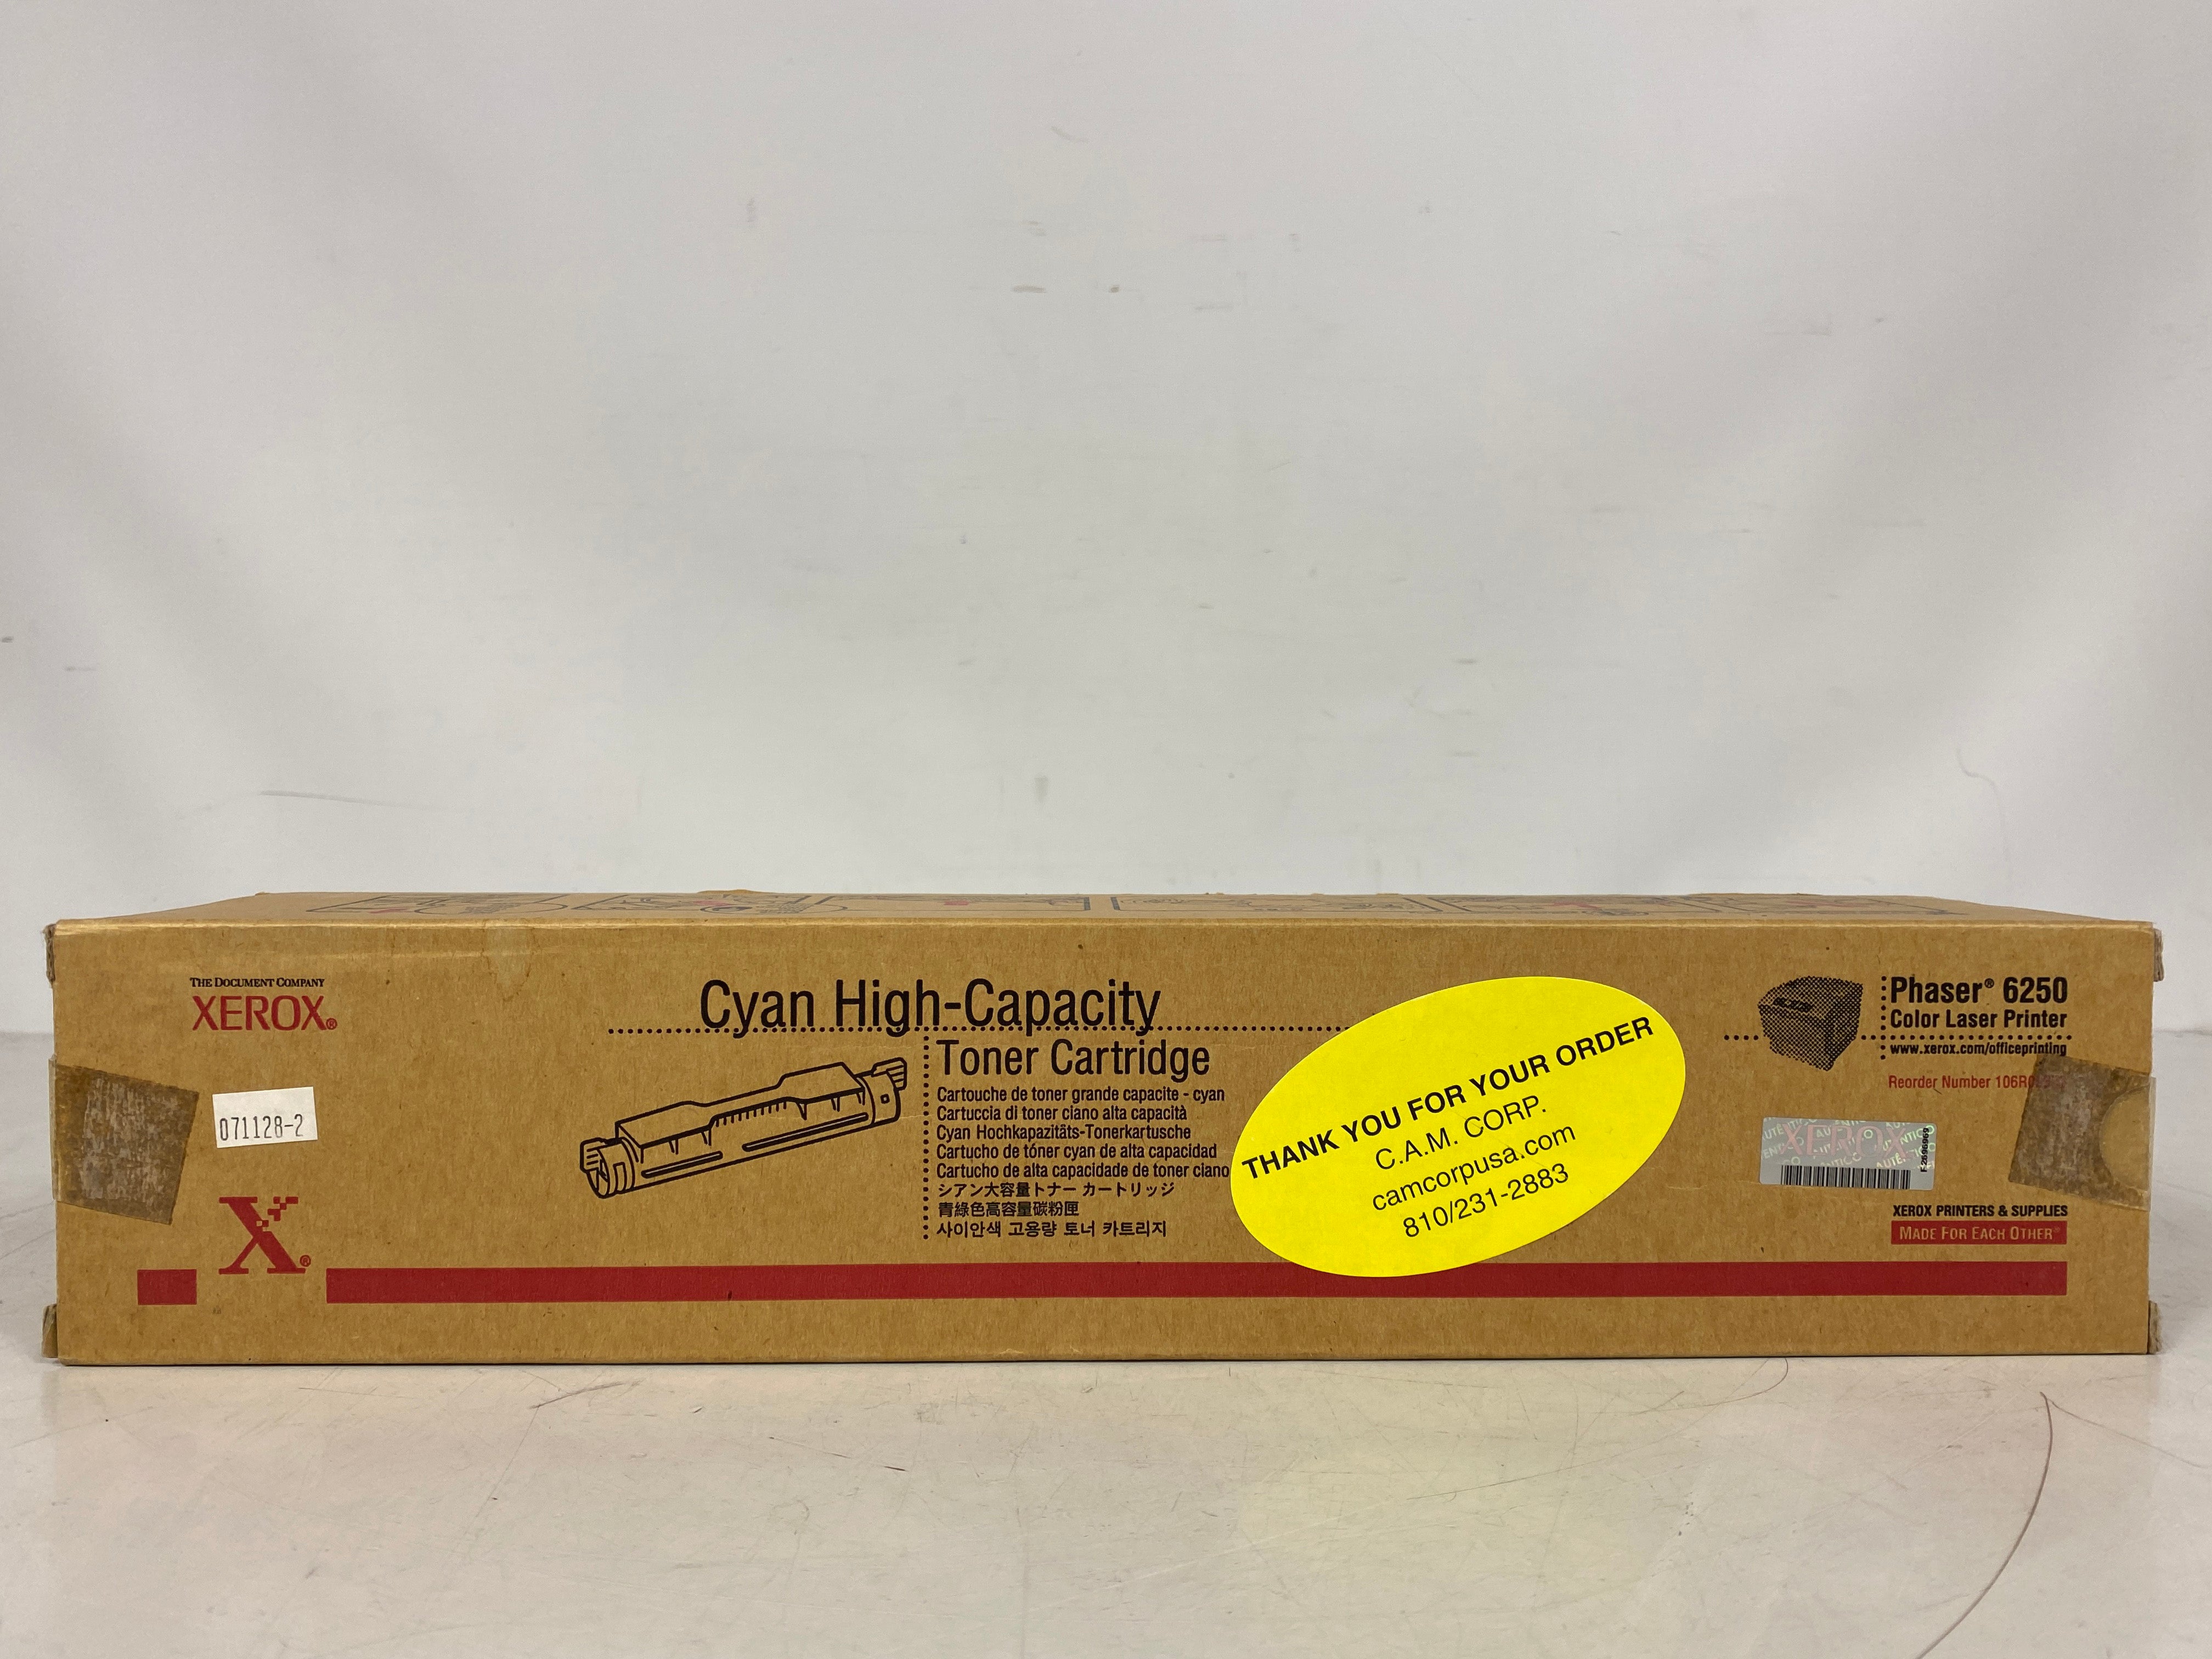 THE DOCUMENT COMPANY
XEROX®
071128-2
X®
Cyan High-Capacity
Toner Cartridge
Cartouche de toner grande capacite - cyan
Cartuccia di toner ciano alta capacità
Cyan Hochkapazitäts-Tonerkartusche
Cartucho de tóner cyan de alta capacidad
Cartucho de alta capacidade de toner ciano
シアン大容量トナー カートリッジ
青綠色高容量碳粉匣
사이안색 고용량 토너 카트리지
THANK YOU FOR YOUR ORDER
C.A.M. CORP.
camcorpusa.com
810/231-2883
Phaser® 6250
Color Laser Printer
www.xerox.com/officeprinting
Reorder Number
XEROX
XEROX PRINTERS & SUPPLIES
MADE FOR EACH OTHER®